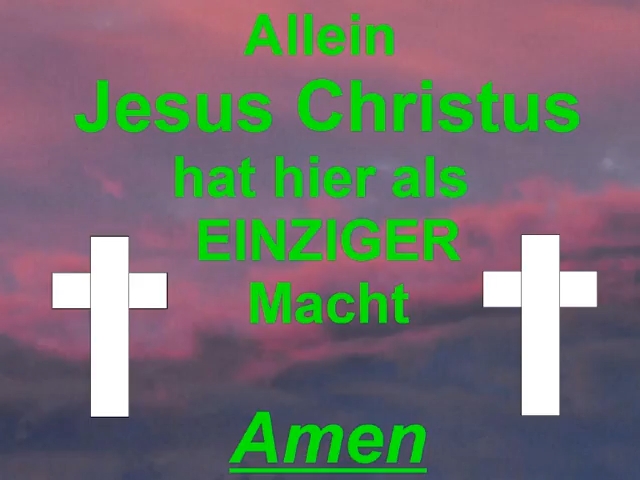 Allein
Jesus Christus
hat hier als
EINZIGER
Macht
Amen